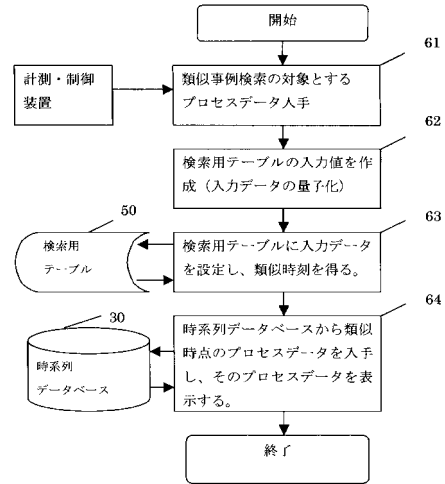 開始
61
計測・制御
装置
類似事例検索の対象とする
プロセスデータ入手
62
検索用テーブルの入力値を作
成（入力データの量子化）
50
63
検索用
テーブル
検索用テーブルに入力データ
を設定し、類似時刻を得る。
64
30
時系列
データベース
時系列データベースから類似
時点のプロセスデータを入手
し、そのプロセスデータを表
示する。
終了